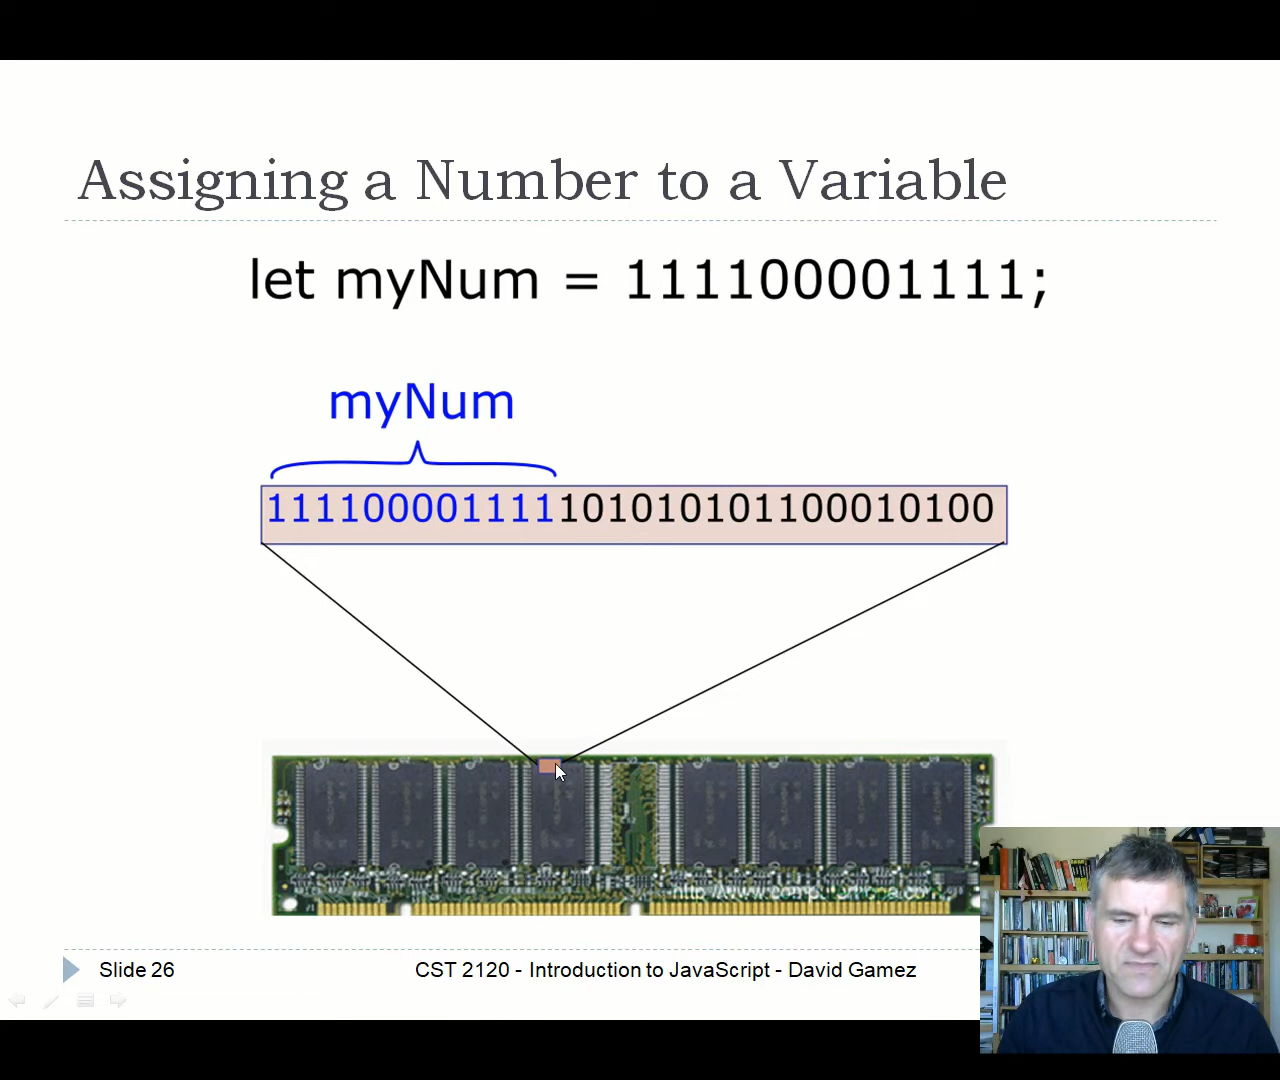 Assigning a Number to a Variable
let myNum = 111100001111;
myNum
111100001111101010101100010100
Slide 26
CST 2120 - Introduction to JavaScript - David Gamez